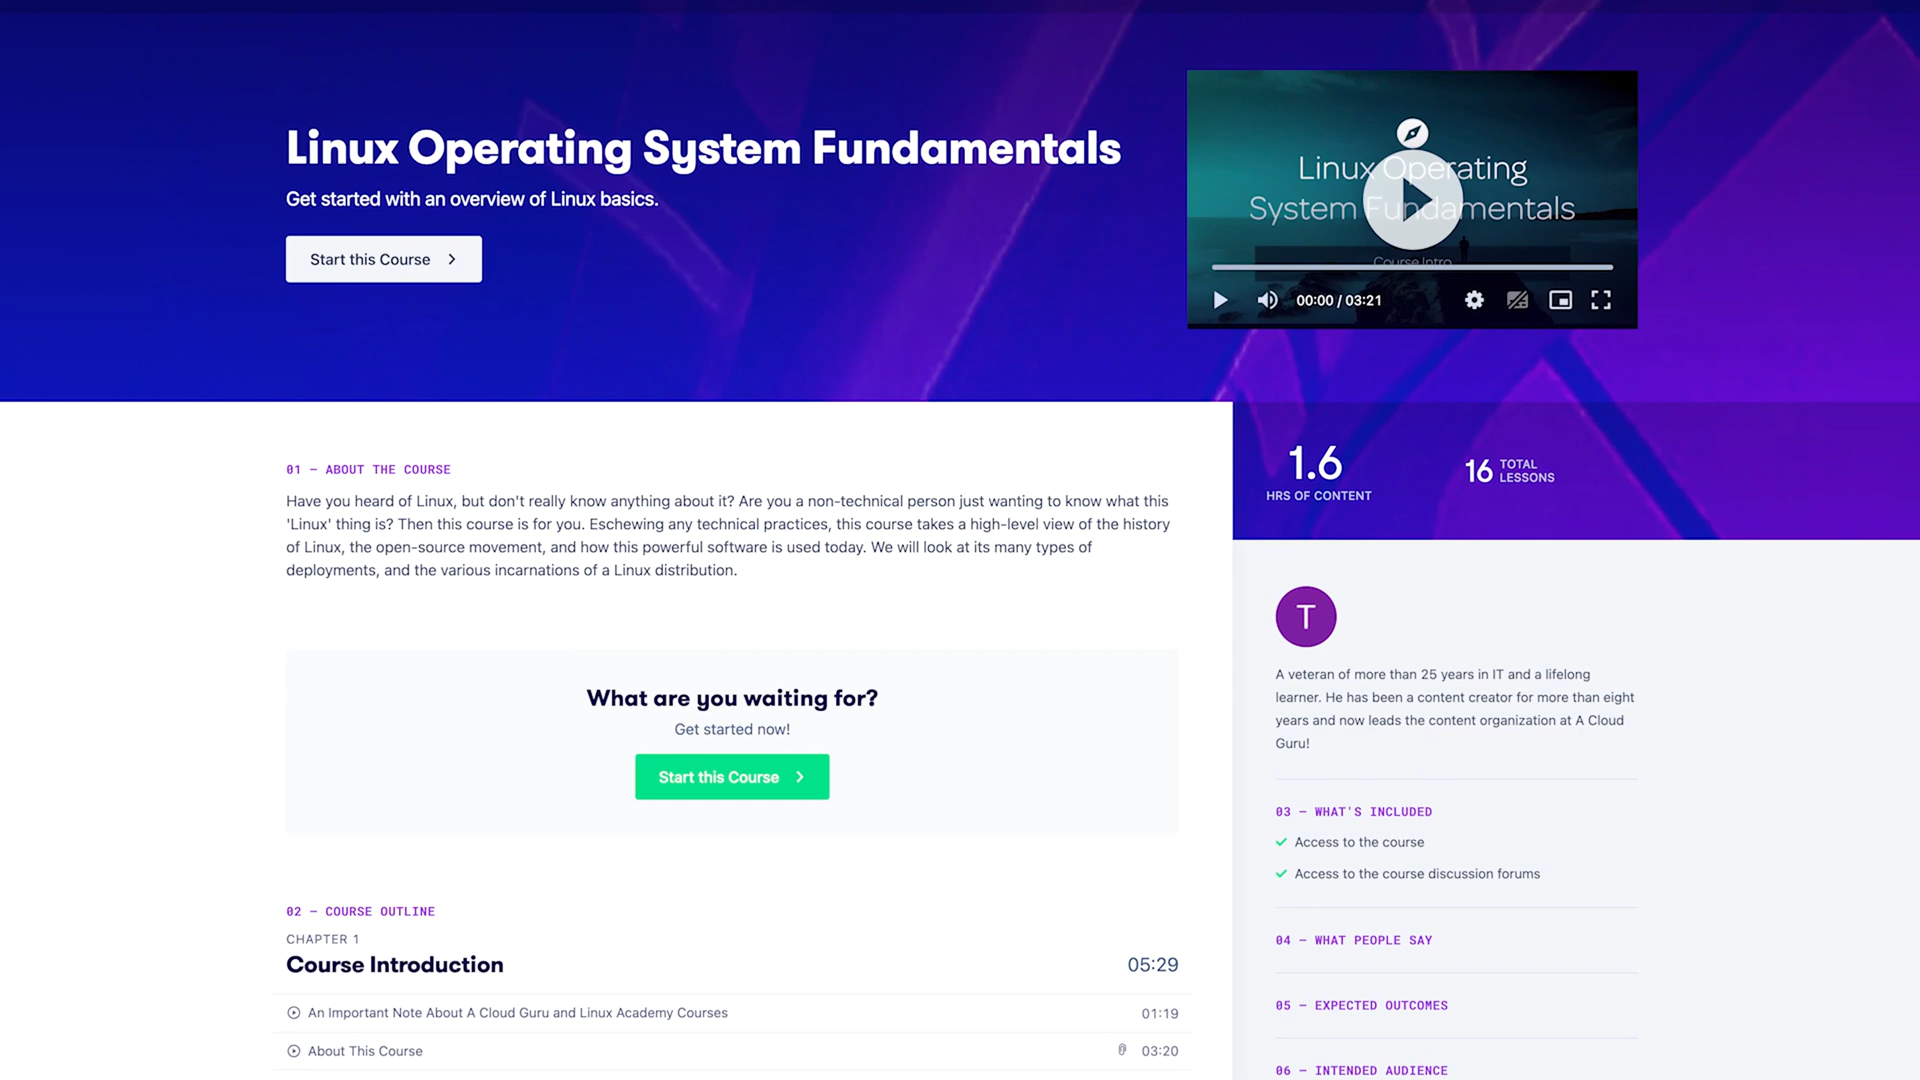 Linux Operating System Fundamentals
Get started with an overview of Linux basics.
Start this Course
Linux Operating
System Fundamentals
Course Intro
00:00 / 03:21
01 – ABOUT THE COURSE
Have you heard of Linux, but don't really know anything about it? Are you a non-technical person just wanting to know what this
'Linux' thing is? Then this course is for you. Eschewing any technical practices, this course takes a high-level view of the history
of Linux, the open-source movement, and how this powerful software is used today. We will look at its many types of
deployments, and the various incarnations of a Linux distribution.
What are you waiting for?
Get started now!
Start this Course
02 – COURSE OUTLINE
CHAPTER 1
Course Introduction 05:29
An Important Note About A Cloud Guru and Linux Academy Courses 01:19
About This Course 03:20
1.6
HRS OF CONTENT
16 TOTAL
LESSONS
T
A veteran of more than 25 years in IT and a lifelong
learner. He has been a content creator for more than eight
years and now leads the content organization at A Cloud
Guru!
03 – WHAT'S INCLUDED
Access to the course
Access to the course discussion forums
04 – WHAT PEOPLE SAY
05 – EXPECTED OUTCOMES
06 – INTENDED AUDIENCE